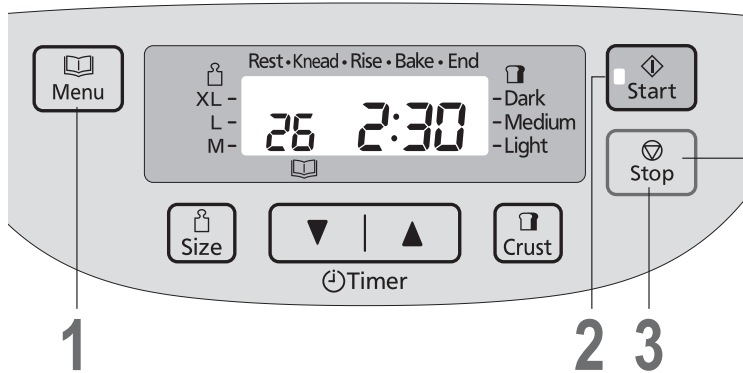 Menu
Rest • Knead • Rise • Bake • End
XL –
L –
M –
26 2:30
– Dark
– Medium
– Light
Start
Stop
Size
▼ | ▲
Timer
Crust
1
2
3